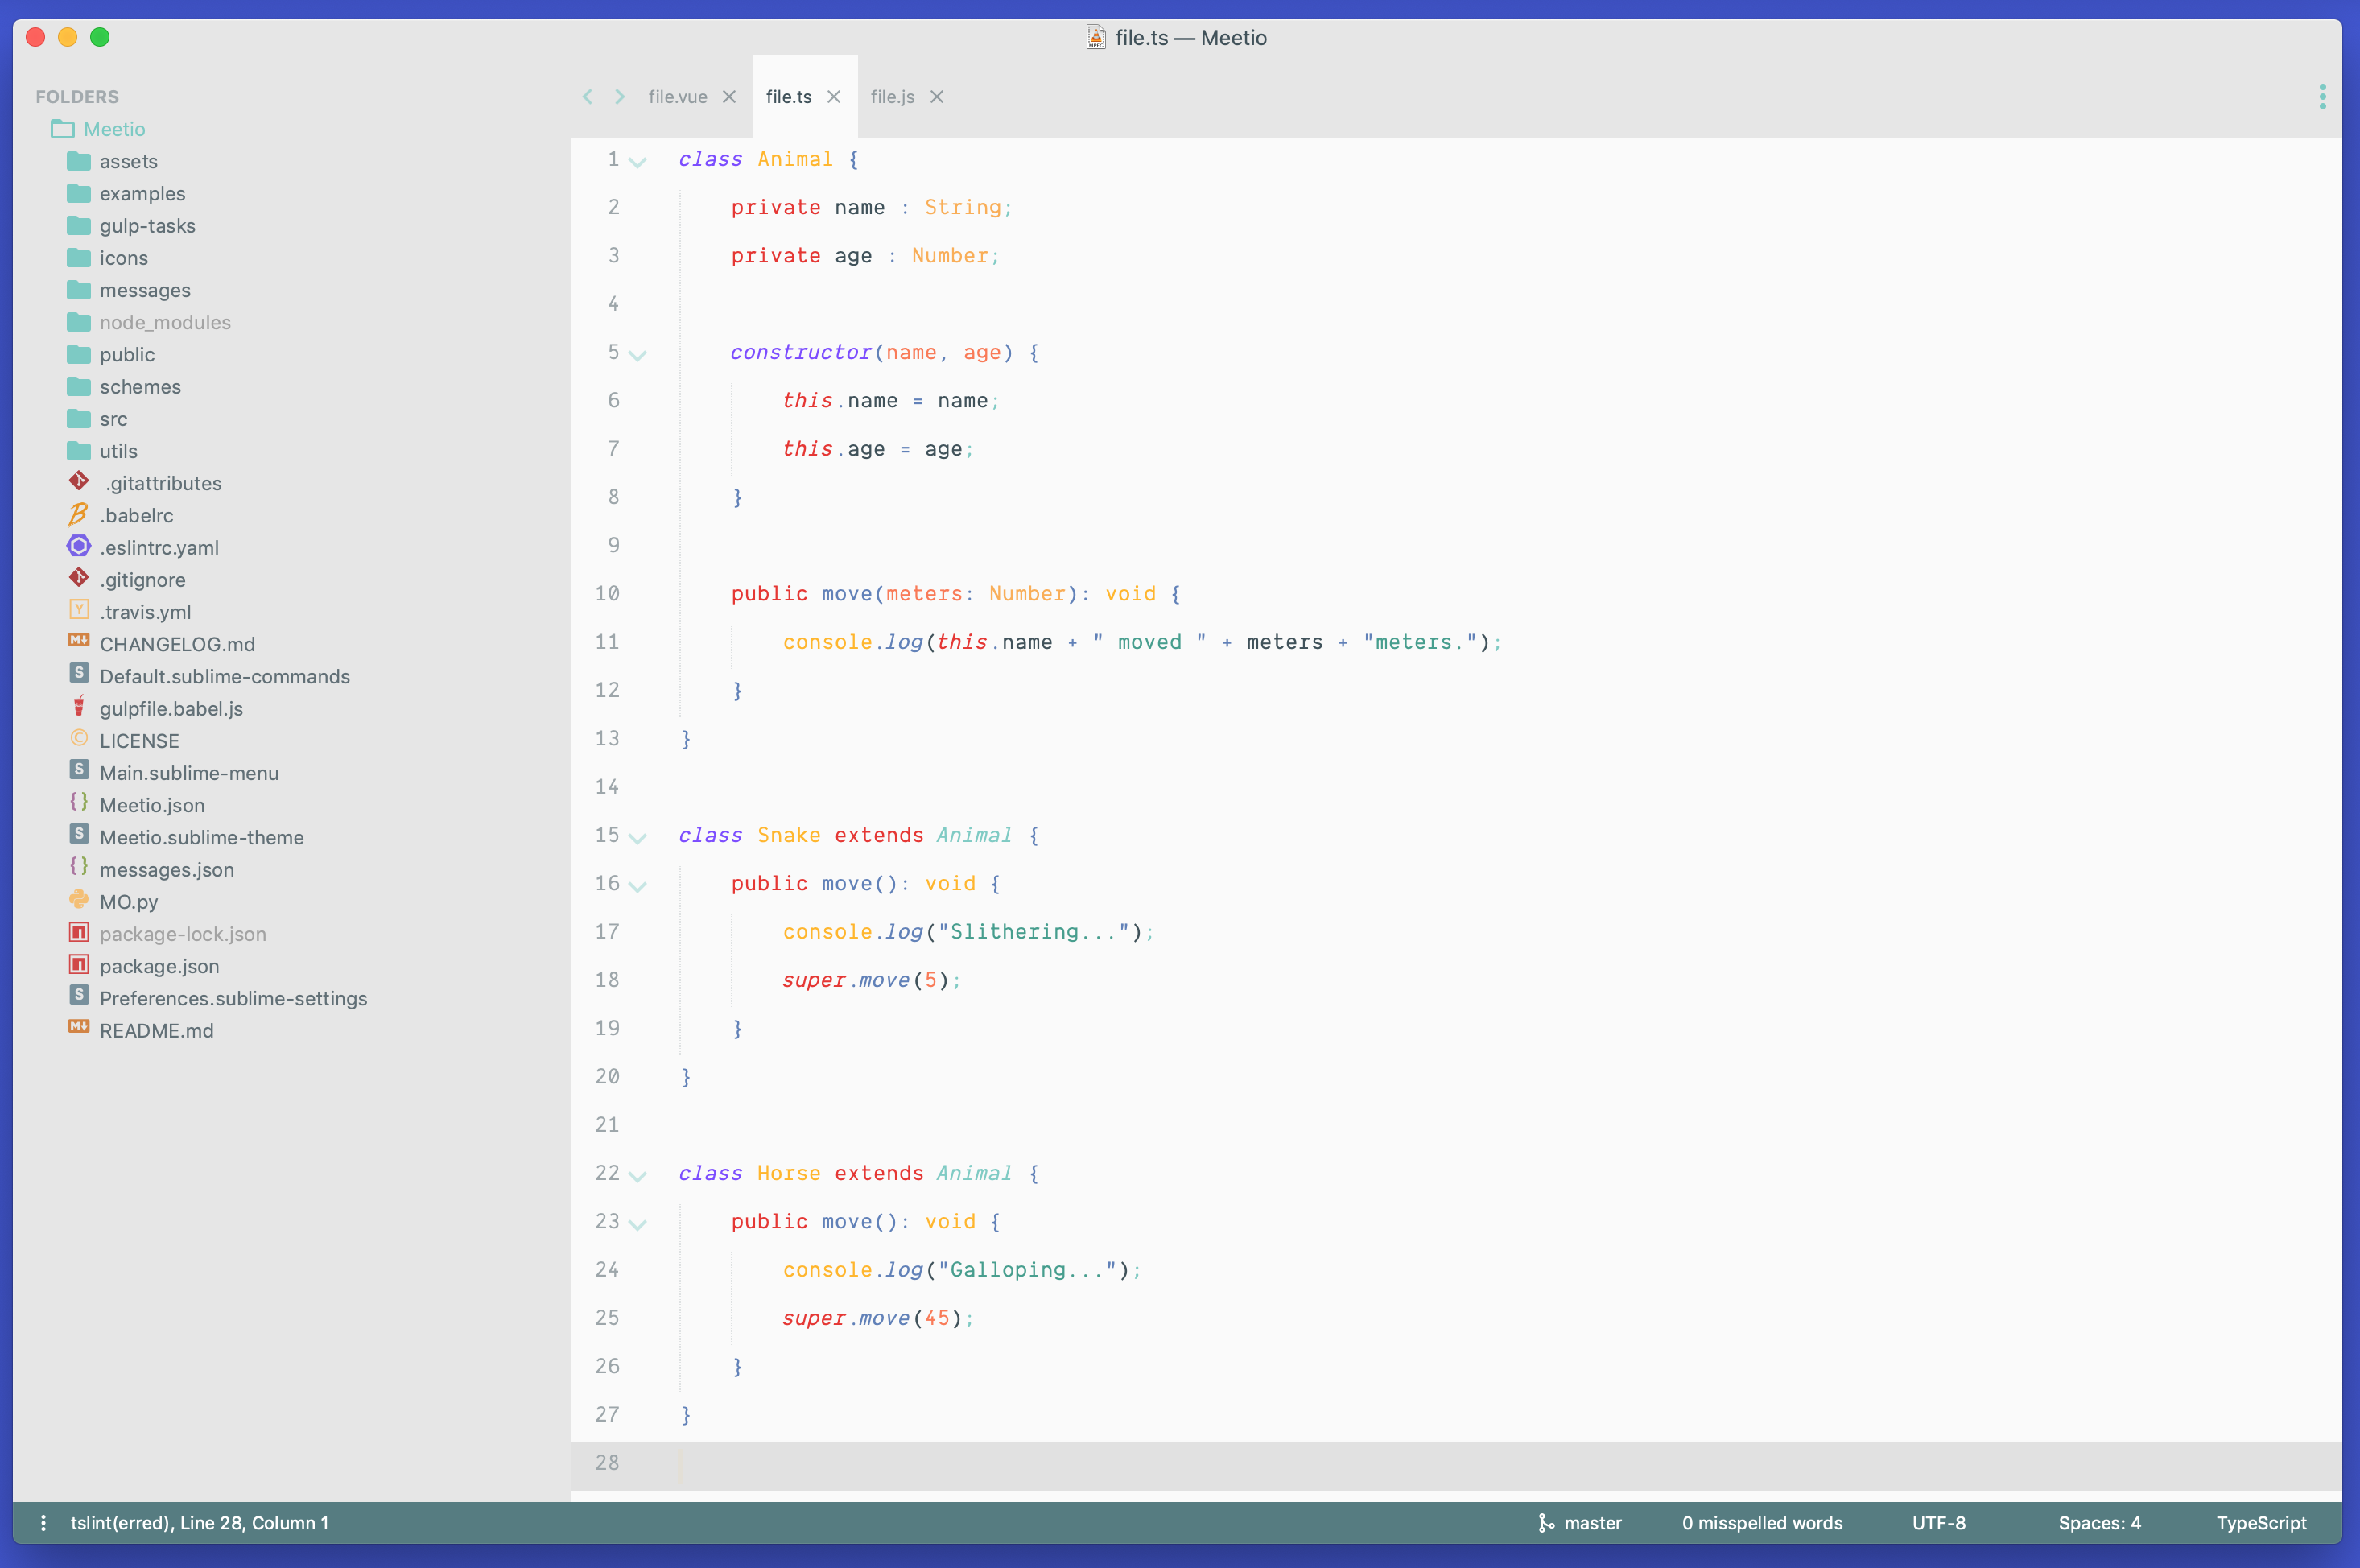 file.ts — Meetio
FOLDERS
Meetio
assets
examples
gulp-tasks
icons
messages
node_modules
public
schemes
src
utils
.gitattributes
.babelrc
.eslintrc.yaml
.gitignore
.travis.yml
CHANGELOG.md
Default.sublime-commands
gulpfile.babel.js
LICENSE
Main.sublime-menu
Meetio.json
Meetio.sublime-theme
messages.json
MO.py
package-lock.json
package.json
Preferences.sublime-settings
README.md
file.vue file.ts file.js
1 class Animal {
2     private name : String;
3     private age : Number;
4
5     constructor(name, age) {
6         this.name = name;
7         this.age = age;
8     }
9
10     public move(meters: Number): void {
11         console.log(this.name + " moved " + meters + "meters.");
12     }
13 }
14
15 class Snake extends Animal {
16     public move(): void {
17         console.log("Slithering...");
18         super.move(5);
19     }
20 }
21
22 class Horse extends Animal {
23     public move(): void {
24         console.log("Galloping...");
25         super.move(45);
26     }
27 }
28
tslint(erred), Line 28, Column 1 master 0 misspelled words UTF-8 Spaces: 4 TypeScript